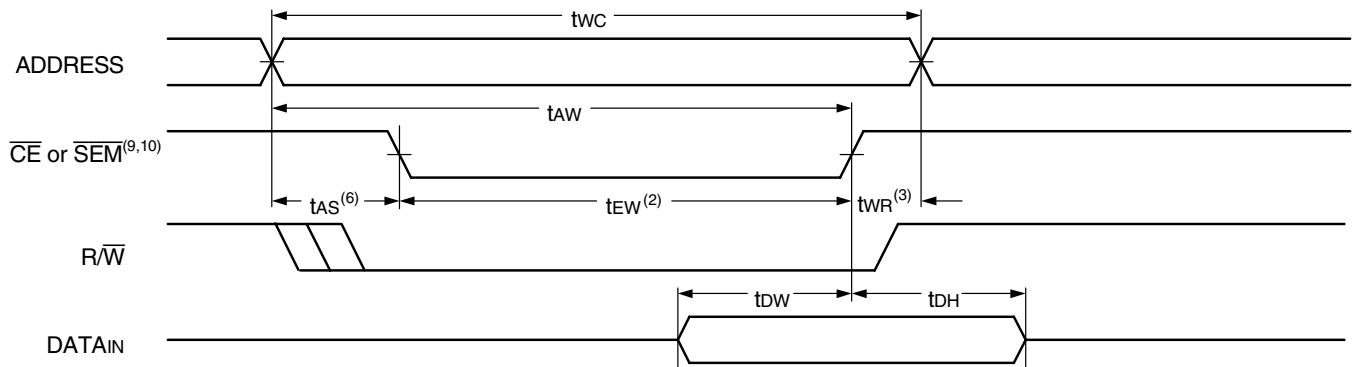 tWC
ADDRESS
tAW
CE or SEM(9,10)
tAS(6) tEW(2) tWR(3)
R/W
tDW tDH
DATAIN